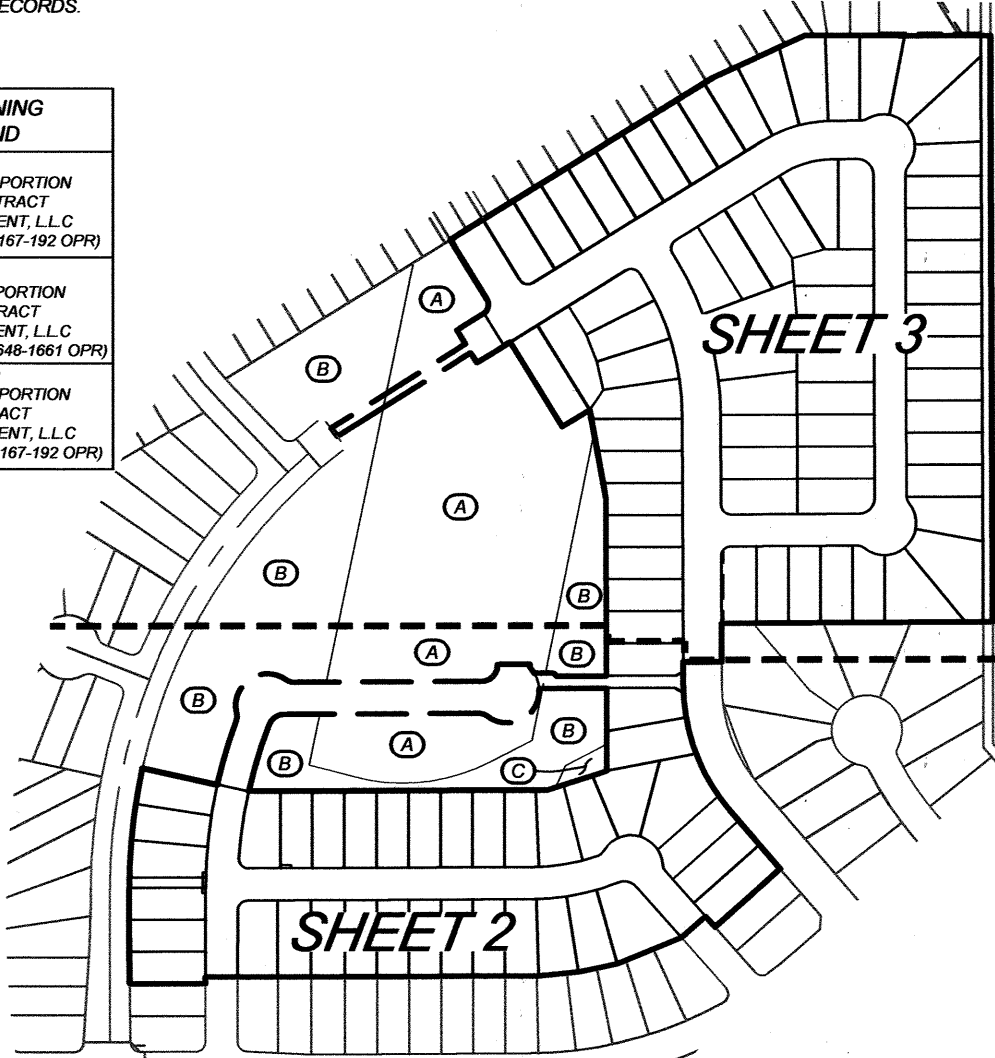 ECORDS.
NING
ND
PORTION
TRACT
ENT, L.L.C
167-192 OPR)
PORTION
RACT
ENT, L.L.C
648-1661 OPR)
PORTION
ACT
ENT, L.L.C
167-192 OPR)
A
B
SHEET 3
A
B
B
A
B
B
A
B
B
C
SHEET 2